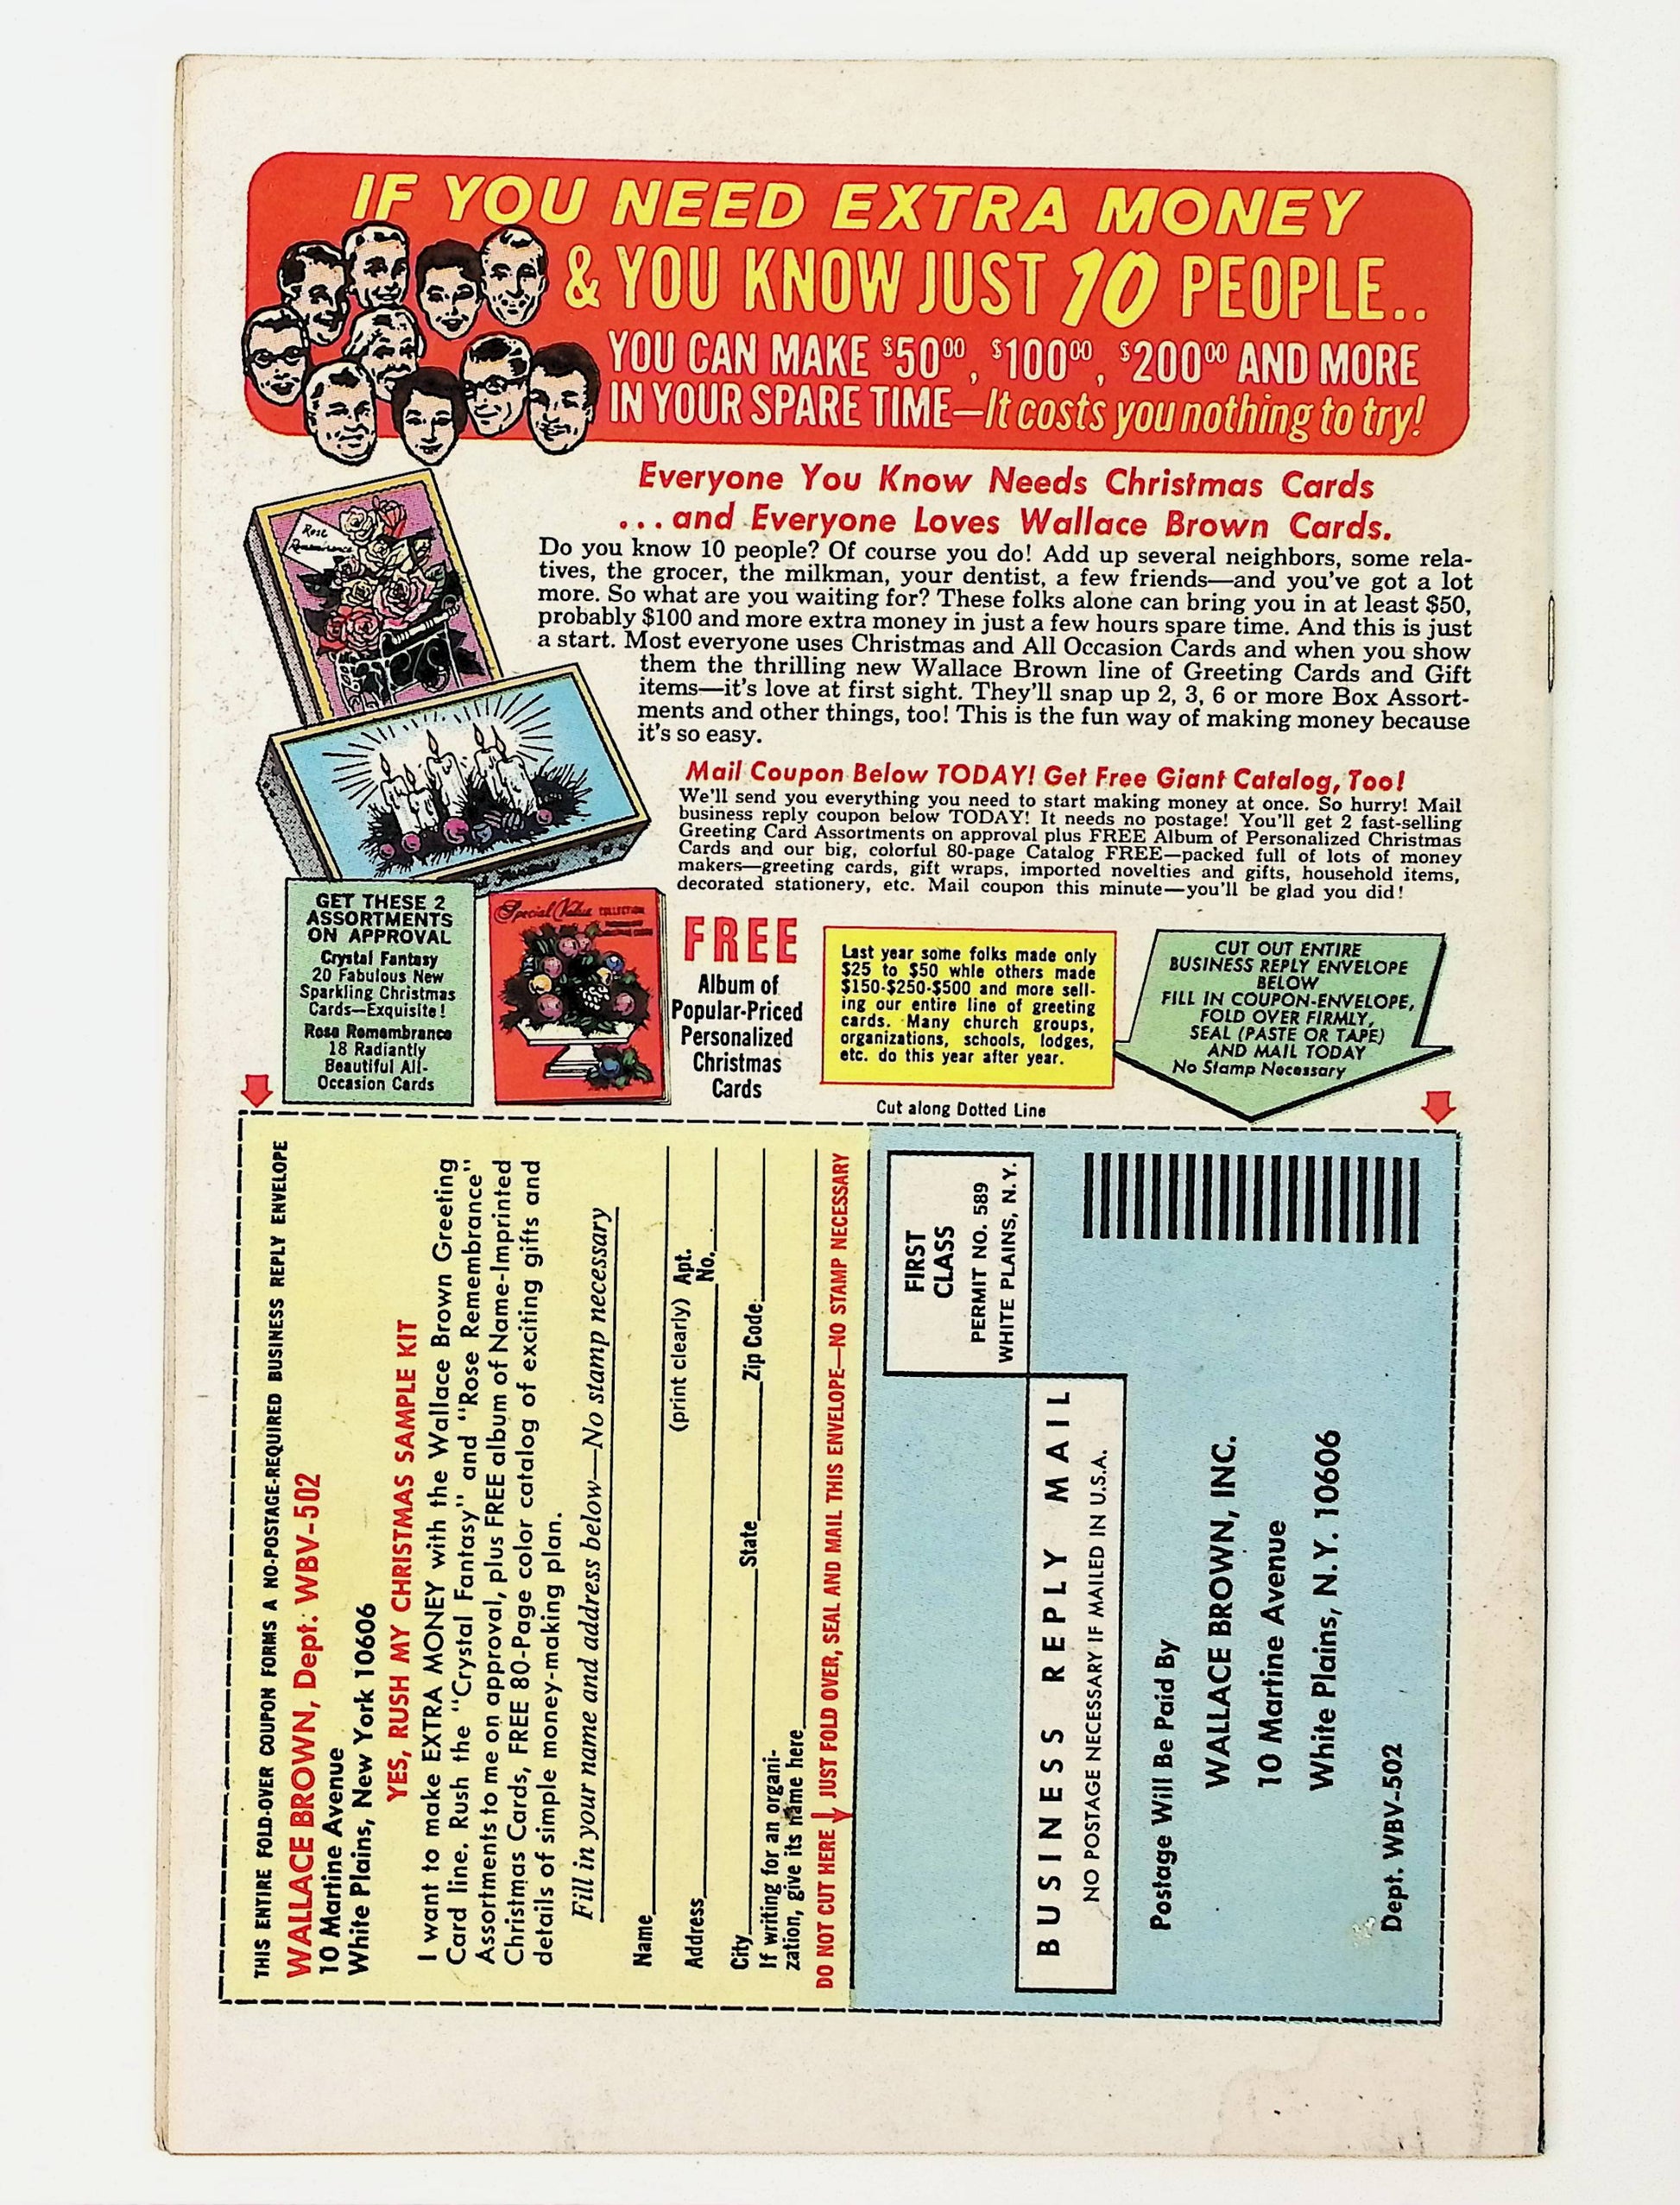 IF YOU NEED EXTRA MONEY
& YOU KNOW JUST 10 PEOPLE..
YOU CAN MAKE $50⁰⁰, $100⁰⁰, $200⁰⁰ AND MORE
IN YOUR SPARE TIME—It costs you nothing to try!
Everyone You Know Needs Christmas Cards
...and Everyone Loves Wallace Brown Cards.
Do you know 10 people? Of course you do! Add up several neighbors, some rela-
tives, the grocer, the milkman, your dentist, a few friends—and you've got a lot
more. So what are you waiting for? These folks alone can bring you in at least $50,
probably $100 and more extra money in just a few hours spare time. And this is just
a start. Most everyone uses Christmas and All Occasion Cards and when you show
them the thrilling new Wallace Brown line of Greeting Cards and Gift
items—it's love at first sight. They'll snap up 2, 3, 6 or more Box Assort-
ments and other things, too! This is the fun way of making money because
it's so easy.
Rose
Remembrance
Mail Coupon Below TODAY! Get Free Giant Catalog, Too!
We'll send you everything you need to start making money at once. So hurry! Mail
business reply coupon below TODAY! It needs no postage! You'll get 2 fast-selling
Greeting Card Assortments on approval plus FREE Album of Personalized Christmas
Cards and our big, colorful 80-page Catalog FREE—packed full of lots of money
makers—greeting cards, gift wraps, imported novelties and gifts, household items,
decorated stationery, etc. Mail coupon this minute—you'll be glad you did!
GET THESE 2
ASSORTMENTS
ON APPROVAL
Crystal Fantasy
20 Fabulous New
Sparkling Christmas
Cards—Exquisite!
Rose Remembrance
18 Radiantly
Beautiful All-
Occasion Cards
Special Value COLLECTION
FREE
Album of
Popular-Priced
Personalized
Christmas
Cards
Last year some folks made only
$25 to $50 whle others made
$150-$250-$500 and more sell-
ing our entire line of greeting
cards. Many church groups,
organizations, schools, lodges,
etc. do this year after year.
CUT OUT ENTIRE
BUSINESS REPLY ENVELOPE
BELOW
FILL IN COUPON-ENVELOPE,
FOLD OVER FIRMLY,
SEAL (PASTE OR TAPE)
AND MAIL TODAY
No Stamp Necessary
Cut along Dotted Line
THIS ENTIRE FOLD-OVER COUPON FORMS A NO-POSTAGE-REQUIRED BUSINESS REPLY ENVELOPE
WALLACE BROWN, Dept. WBV-502
10 Martine Avenue
White Plains, New York 10606
YES, RUSH MY CHRISTMAS SAMPLE KIT
I want to make EXTRA MONEY with the Wallace Brown Greeting
Card line. Rush the "Crystal Fantasy" and "Rose Remembrance"
Assortments to me on approval, plus FREE album of Name-Imprinted
Christmas Cards, FREE 80-Page color catalog of exciting gifts and
details of simple money-making plan.
Fill in your name and address below—No stamp necessary
Name
(print clearly)
Address Apt. No.
City State Zip Code
If writing for an organi-
zation, give its name here
DO NOT CUT HERE JUST FOLD OVER, SEAL AND MAIL THIS ENVELOPE—NO STAMP NECESSARY
FIRST
CLASS
PERMIT NO. 589
WHITE PLAINS, N.Y.
BUSINESS REPLY MAIL
NO POSTAGE NECESSARY IF MAILED IN U.S.A.
Postage Will Be Paid By
WALLACE BROWN, INC.
10 Martine Avenue
White Plains, N.Y. 10606
Dept. WBV-502